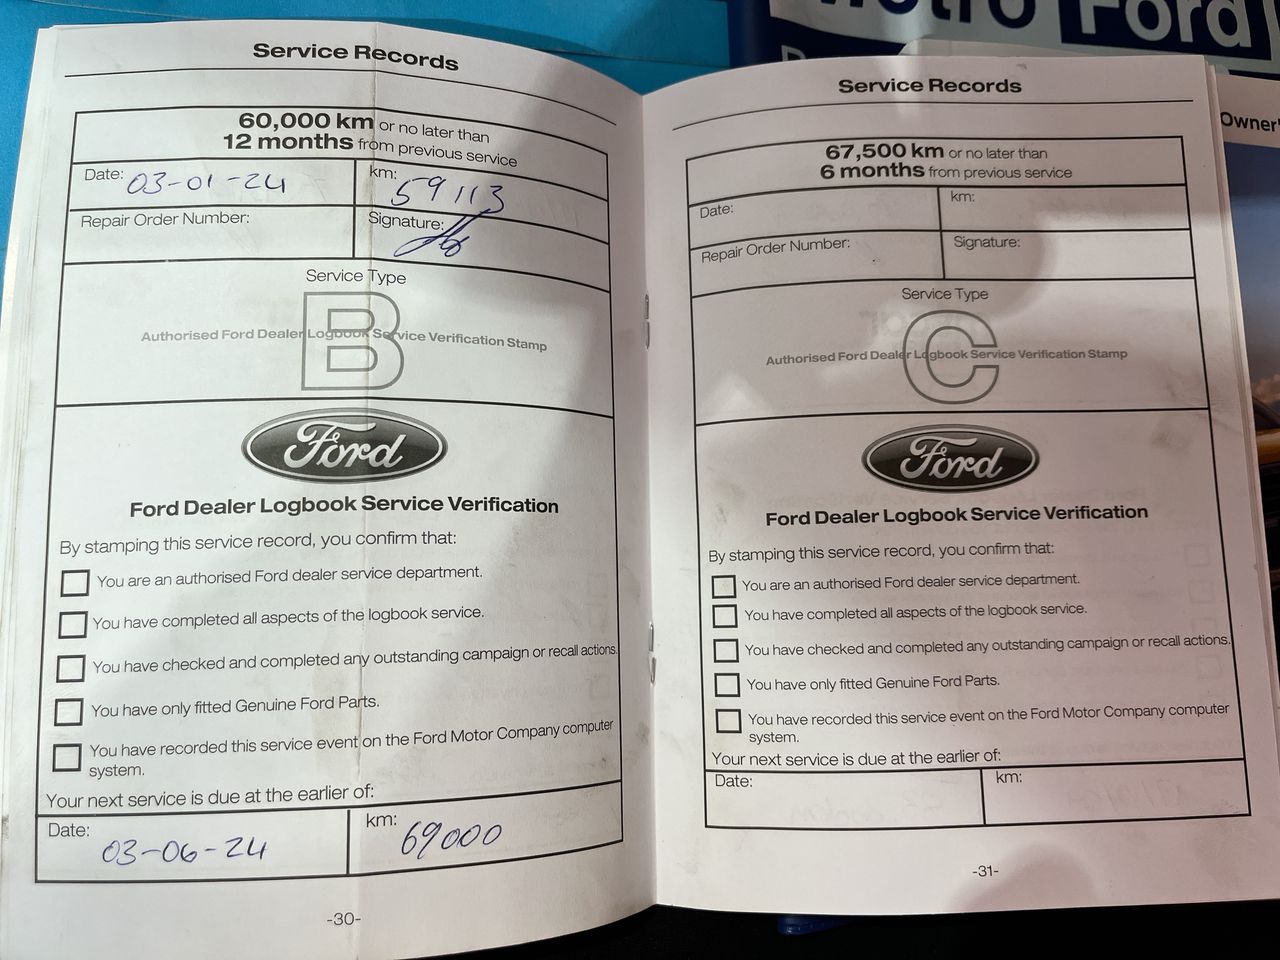 Metro Ford
Owner'
Service Records
60,000 km or no later than
12 months from previous service
Date: 03-01-24
km: 59113
Repair Order Number:
Signature:
Service Type
B
Authorised Ford Dealer Logbook Service Verification Stamp
Ford
Ford Dealer Logbook Service Verification
By stamping this service record, you confirm that:
You are an authorised Ford dealer service department.
You have completed all aspects of the logbook service.
You have checked and completed any outstanding campaign or recall actions.
You have only fitted Genuine Ford Parts.
You have recorded this service event on the Ford Motor Company computer
system.
Your next service is due at the earlier of:
Date: 03-06-24
km: 69000
-30-
Service Records
67,500 km or no later than
6 months from previous service
Date:
km:
Repair Order Number:
Signature:
Service Type
C
Authorised Ford Dealer Logbook Service Verification Stamp
Ford
Ford Dealer Logbook Service Verification
By stamping this service record, you confirm that:
You are an authorised Ford dealer service department.
You have completed all aspects of the logbook service.
You have checked and completed any outstanding campaign or recall actions.
You have only fitted Genuine Ford Parts.
You have recorded this service event on the Ford Motor Company computer
system.
Your next service is due at the earlier of:
Date:
km:
-31-